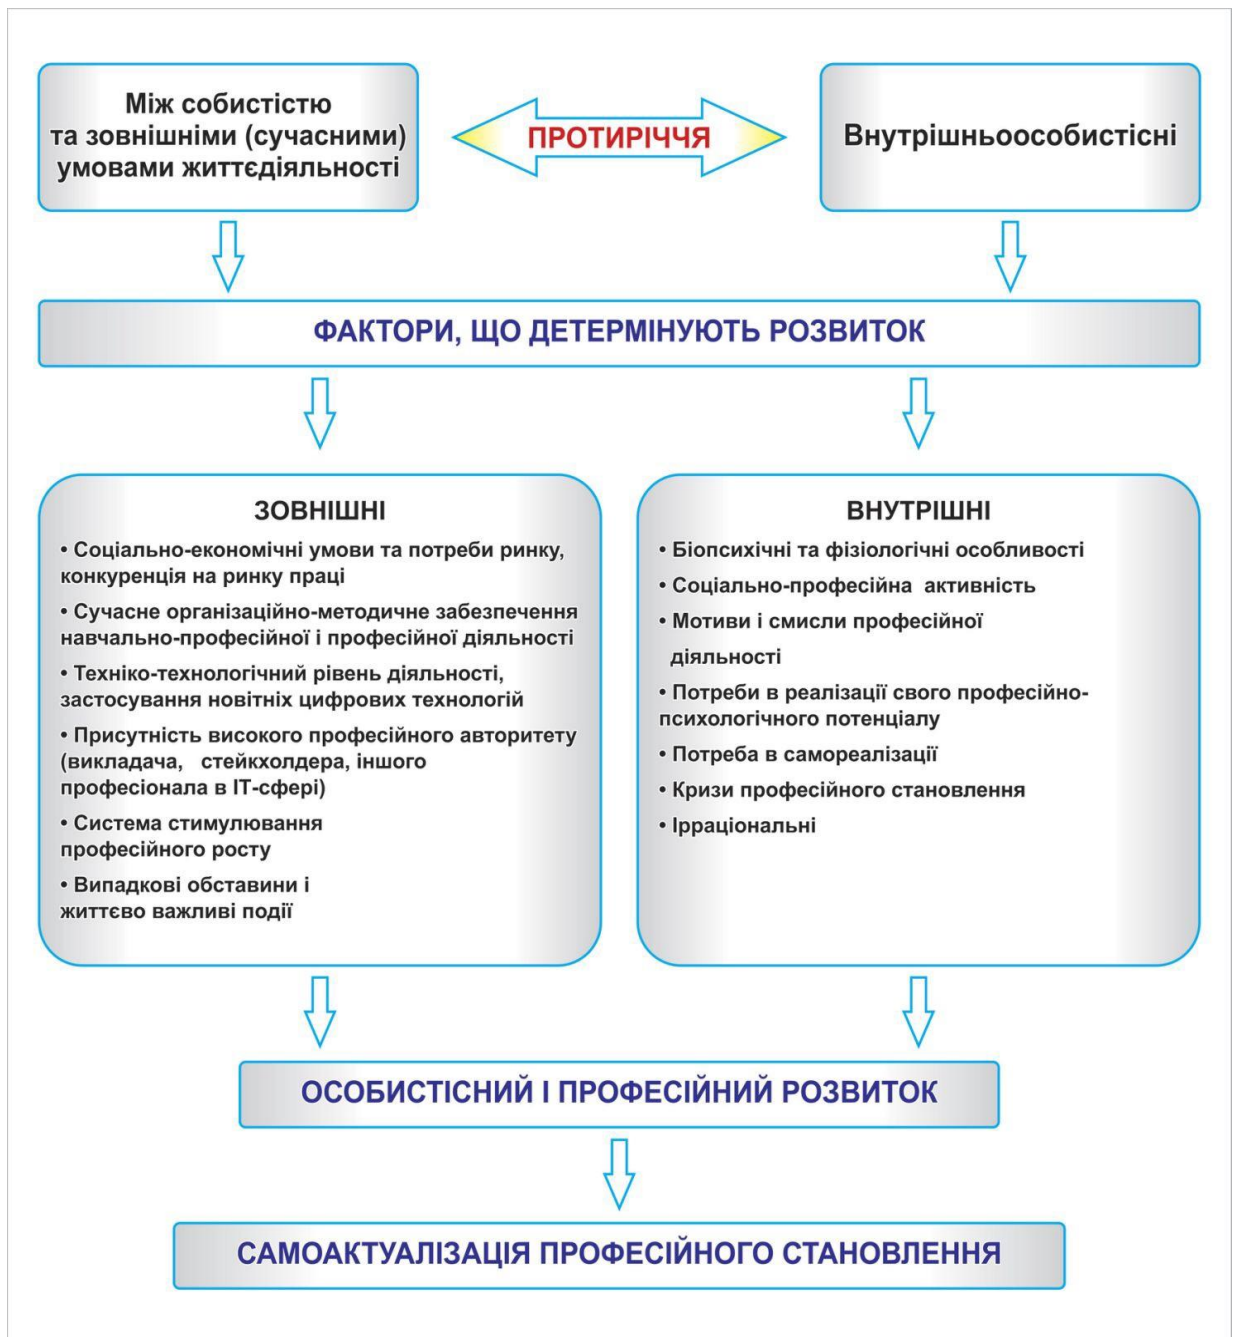 Між собистістю
та зовнішніми (сучасними)
умовами життєдіяльності
ПРОТИРІЧЧЯ
Внутрішньоособистісні
ФАКТОРИ, ЩО ДЕТЕРМІНУЮТЬ РОЗВИТОК
ЗОВНІШНІ
• Соціально-економічні умови та потреби ринку,
конкуренція на ринку праці
• Сучасне організаційно-методичне забезпечення
навчально-професійної і професійної діяльності
• Техніко-технологічний рівень діяльності,
застосування новітніх цифрових технологій
• Присутність високого професійного авторитету
(викладача, стейкхолдера, іншого
професіонала в ІТ-сфері)
• Система стимулювання
професійного росту
• Випадкові обставини і
життєво важливі події
ВНУТРІШНІ
• Біопсихічні та фізіологічні особливості
• Соціально-професійна активність
• Мотиви і смисли професійної
діяльності
• Потреби в реалізації свого професійно-
психологічного потенціалу
• Потреба в самореалізації
• Кризи професійного становлення
• Ірраціональні
ОСОБИСТІСНИЙ І ПРОФЕСІЙНИЙ РОЗВИТОК
САМОАКТУАЛІЗАЦІЯ ПРОФЕСІЙНОГО СТАНОВЛЕННЯ